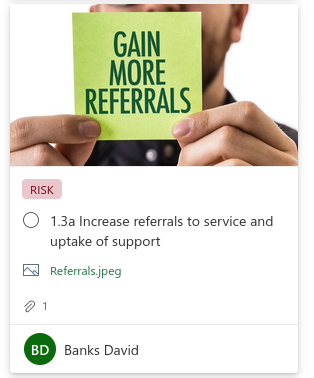 GAIN
MORE
REFERRALS
RISK
1.3a Increase referrals to service and
uptake of support
Referrals.jpeg
1
BD Banks David